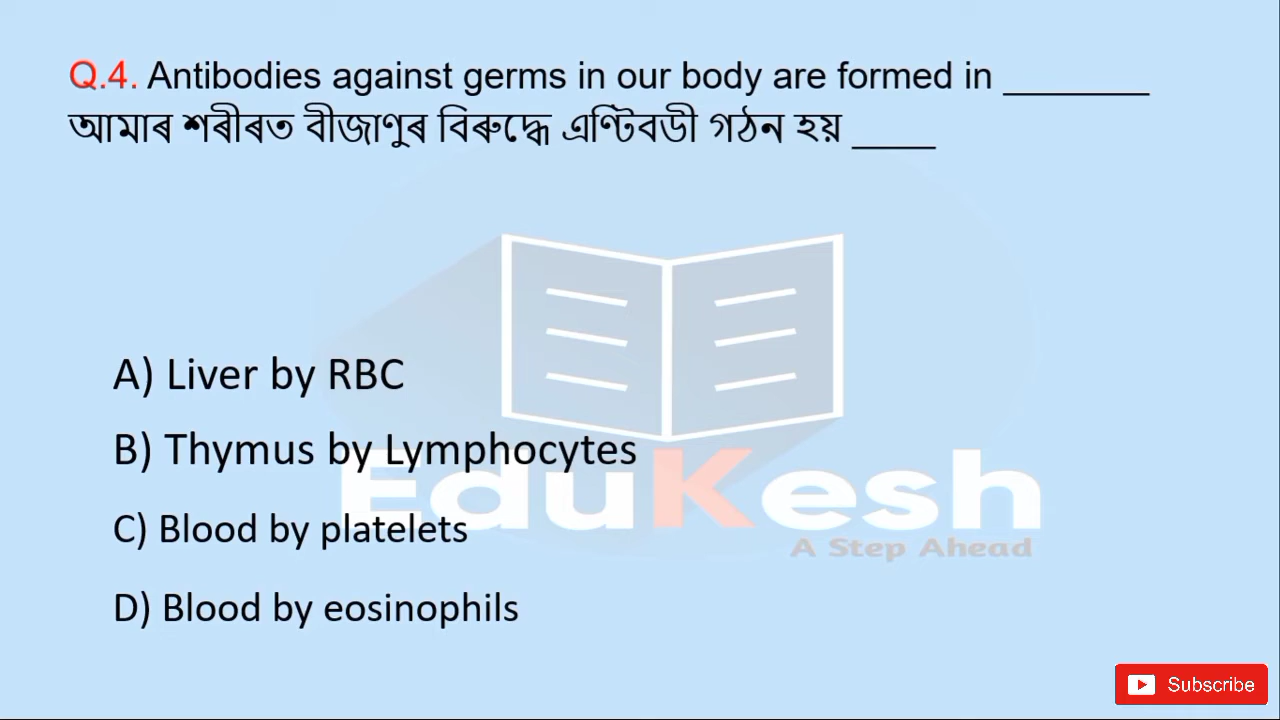 Q.4. Antibodies against germs in our body are formed in ________
আমাৰ শৰীৰত বীজাণুৰ বিৰুদ্ধে এণ্টিবডী গঠন হয় ____
A) Liver by RBC
B) Thymus by Lymphocytes
C) Blood by platelets
D) Blood by eosinophils
EduKesh
A Step Ahead
Subscribe